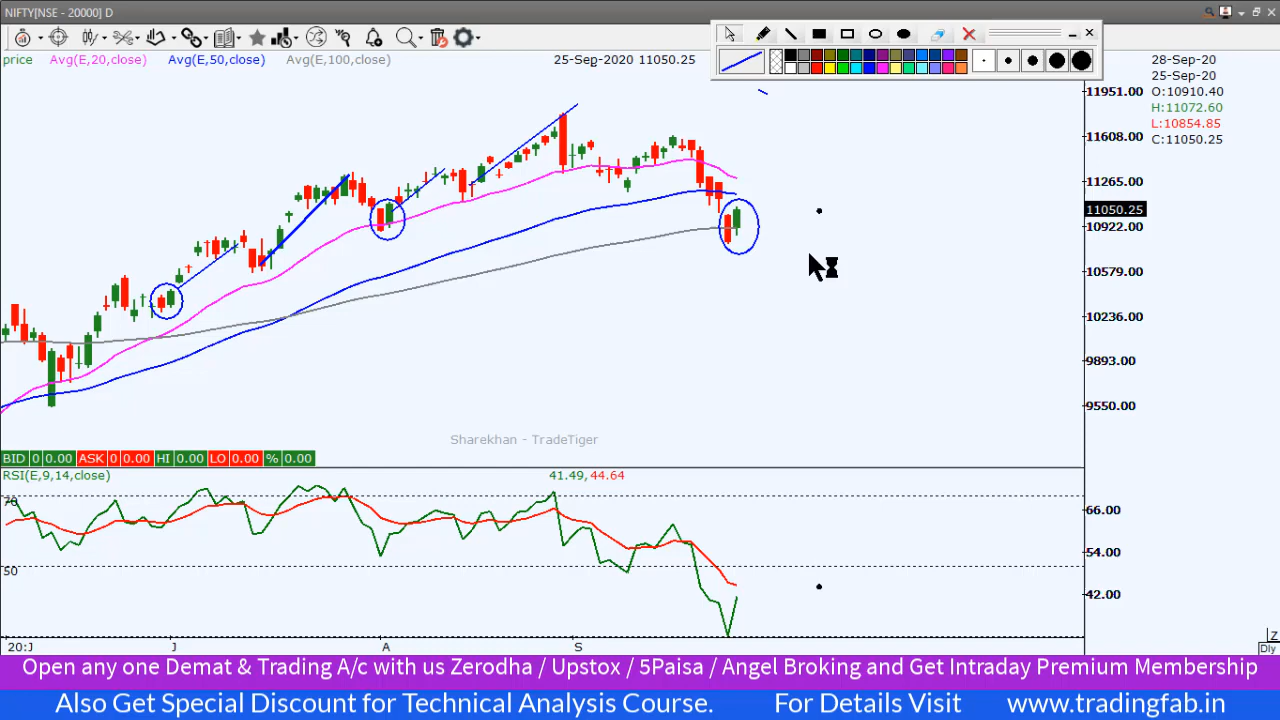 NIFTY[NSE - 20000] D
price Avg(E,20,close) Avg(E,50,close) Avg(E,100,close) 25-Sep-2020 11050.25
28-Sep-20
25-Sep-20
O:10910.40
H:11072.60
L:10854.85
C:11050.25
11951.00
11608.00
11265.00
11050.25
10922.00
10579.00
10236.00
9893.00
9550.00
Sharekhan - TradeTiger
BID 0 0.00 ASK 0 0.00 HI 0.00 LO 0.00 % 0.00
RSI(E,9,14,close) 41.49, 44.64
70
66.00
54.00
50
42.00
20:J J A S
Z
Dly
Open any one Demat & Trading A/c with us Zerodha / Upstox / 5Paisa / Angel Broking and Get Intraday Premium Membership
Also Get Special Discount for Technical Analysis Course. For Details Visit www.tradingfab.in